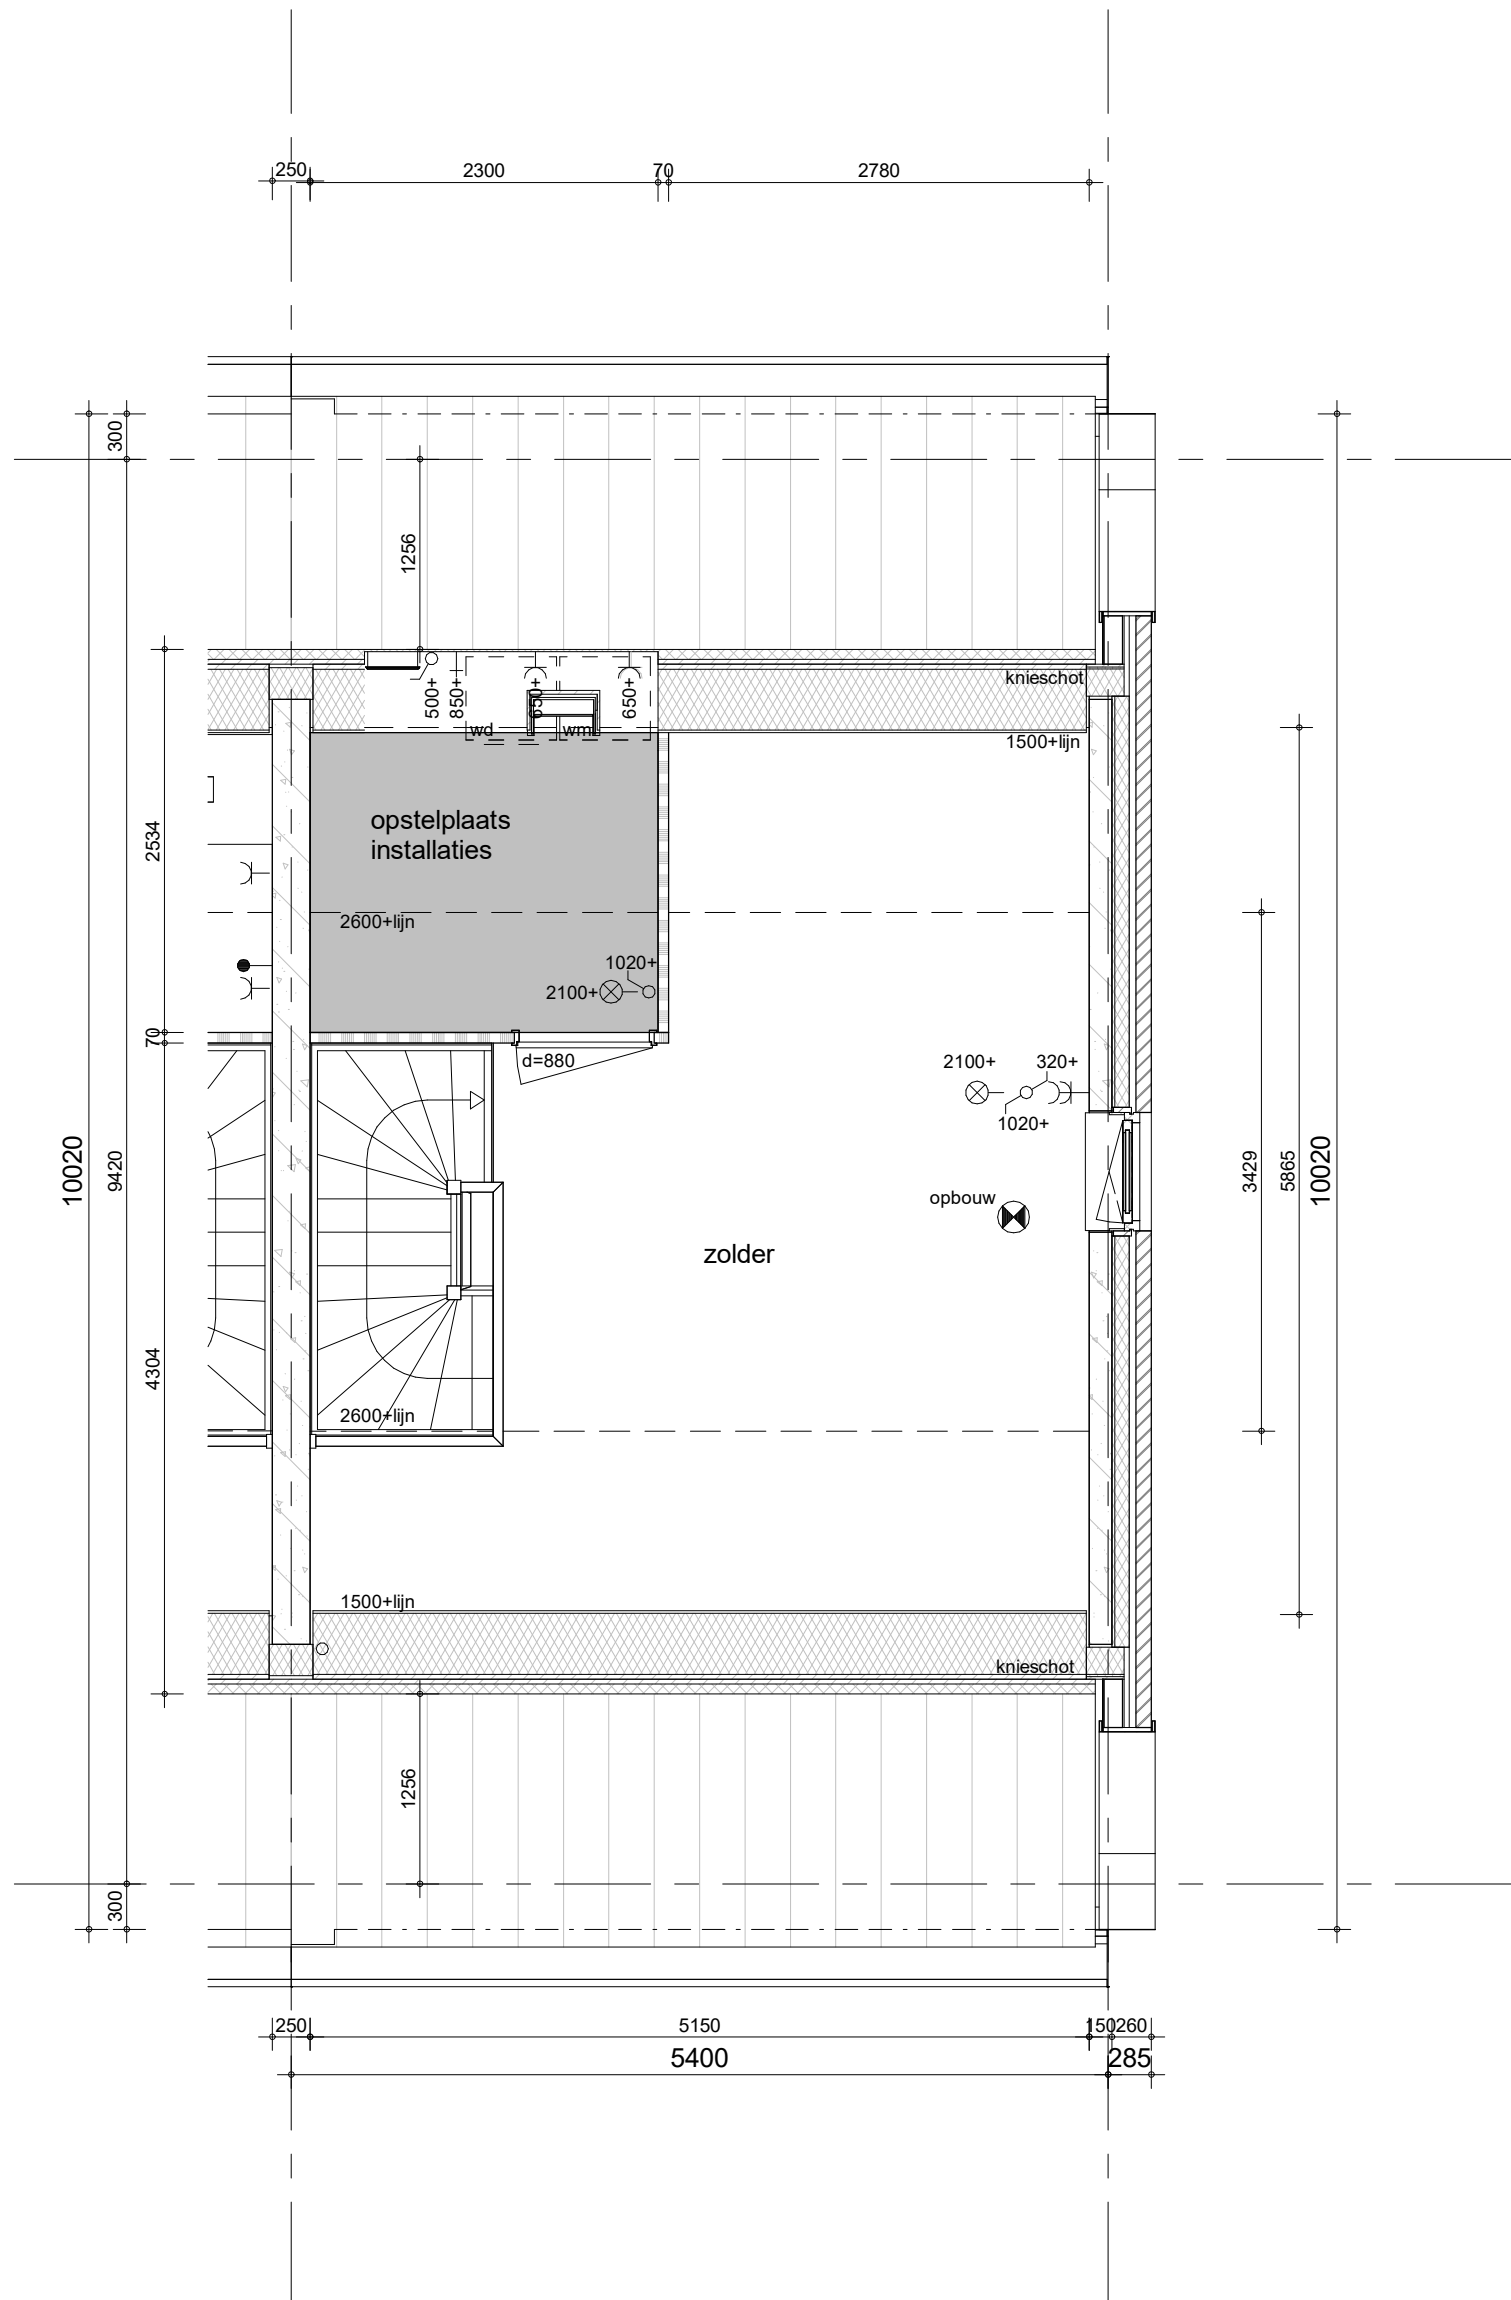 250
2300
70
2780
300
1256
knieschot
500+
850+
650+
650+
wd
wm
1500+lijn
opstelplaats
installaties
2534
2600+lijn
1020+
2100+
70
d=880
2100+
320+
1020+
10020
9420
3429
5865
10020
opbouw
zolder
4304
2600+lijn
1500+lijn
knieschot
1256
300
250
5150
150
260
5400
285